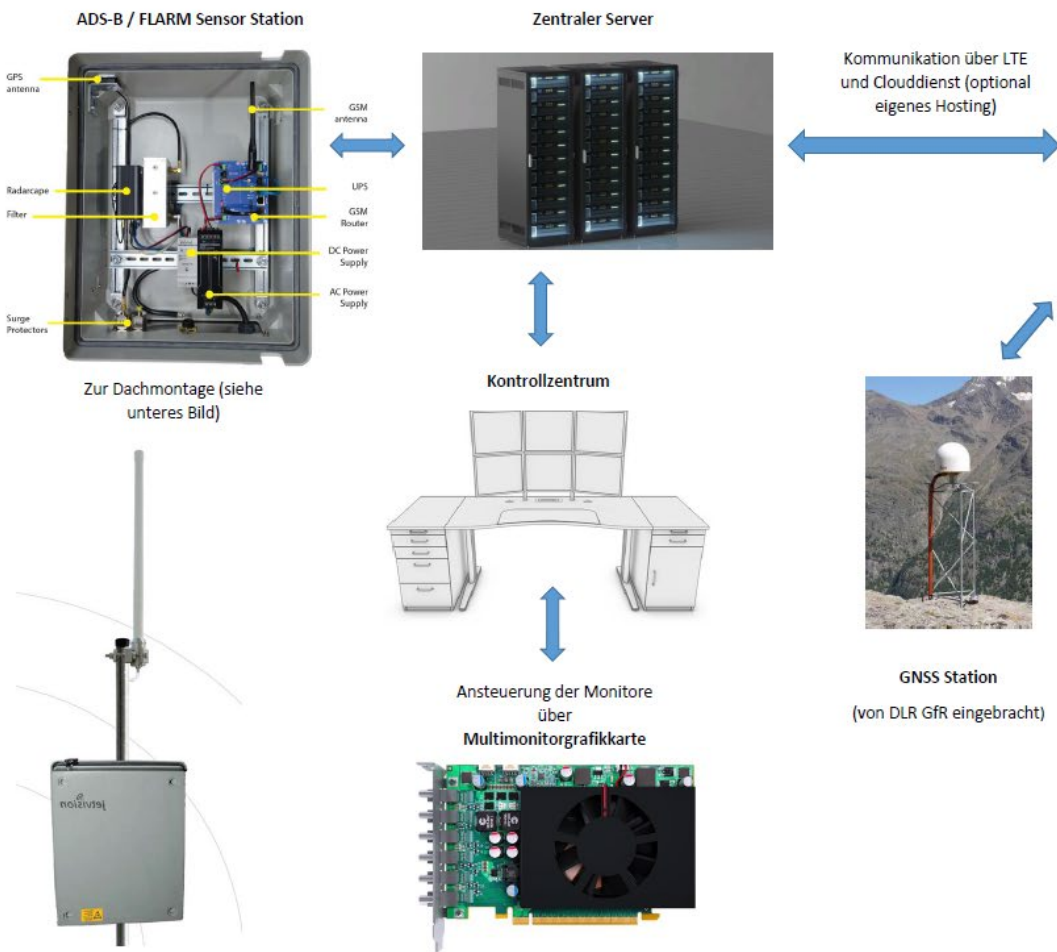 ADS-B / FLARM Sensor Station
GPS
antenna
GSM
antenna
Radarcape
UPS
Filter
GSM
Router
DC Power
Supply
AC Power
Supply
Surge
Protectors
Zur Dachmontage (siehe
unteres Bild)
jetvision
Zentraler Server
Kommunikation über LTE
und Clouddienst (optional
eigenes Hosting)
Kontrollzentrum
Ansteuerung der Monitore
über
Multimonitorgrafikkarte
GNSS Station
(von DLR GfR eingebracht)